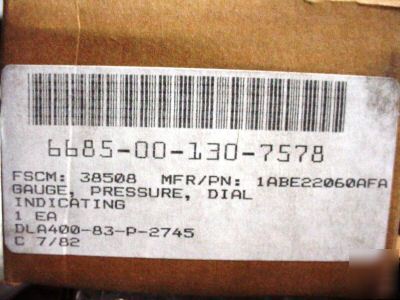 6685-00-130-7578
FSCM: 38508 MFR/PN: 1ABE22060AFA
GAUGE, PRESSURE, DIAL
INDICATING
1 EA
DLA400-83-P-2745
C 7/82